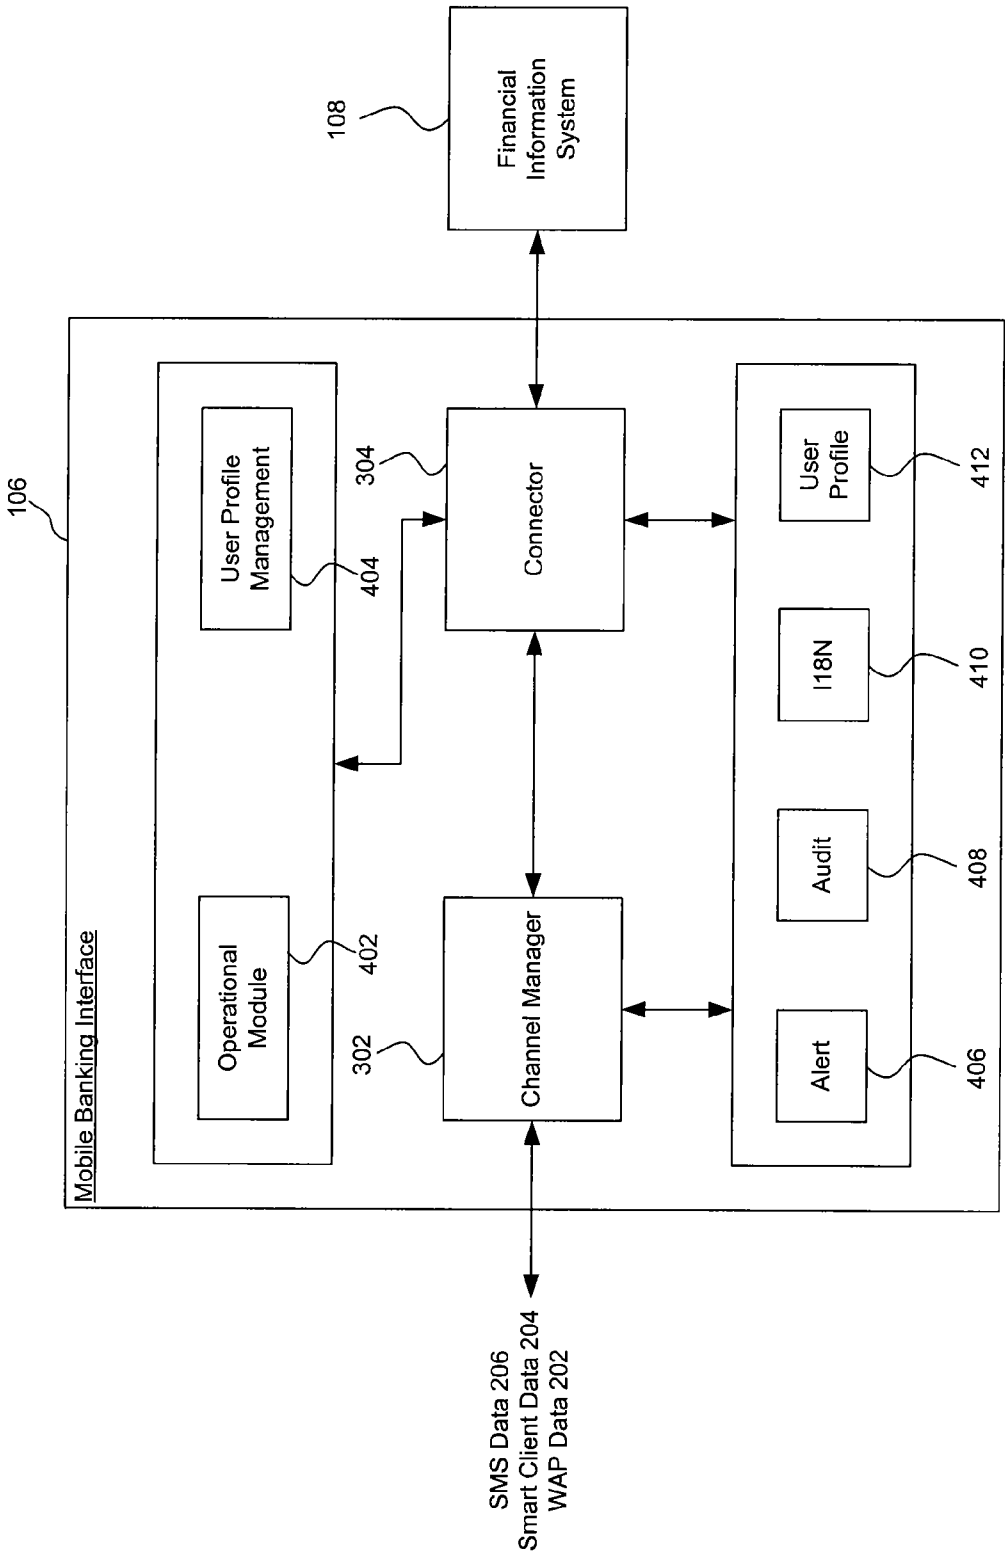 106
Mobile Banking Interface
Operational
Module
402
User Profile
Management
404
302
Channel Manager
304
Connector
108
Financial
Information
System
SMS Data 206
Smart Client Data 204
WAP Data 202
Alert
406
Audit
408
I18N
410
User
Profile
412